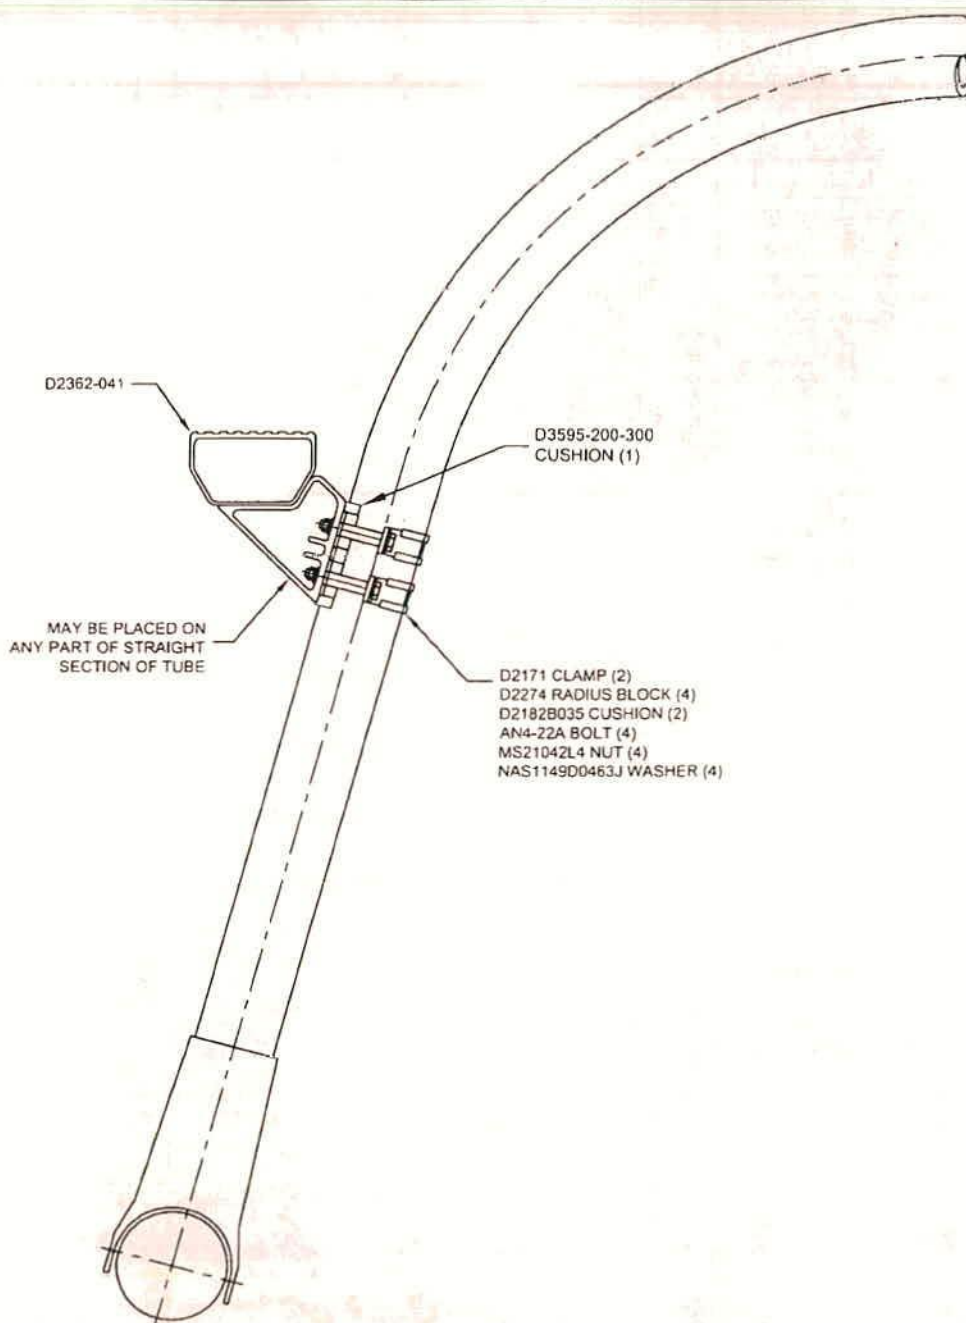 D2362-041
D3595-200-300
CUSHION (1)
MAY BE PLACED ON
ANY PART OF STRAIGHT
SECTION OF TUBE
D2171 CLAMP (2)
D2274 RADIUS BLOCK (4)
D2182B035 CUSHION (2)
AN4-22A BOLT (4)
MS21042L4 NUT (4)
NAS1149D0463J WASHER (4)